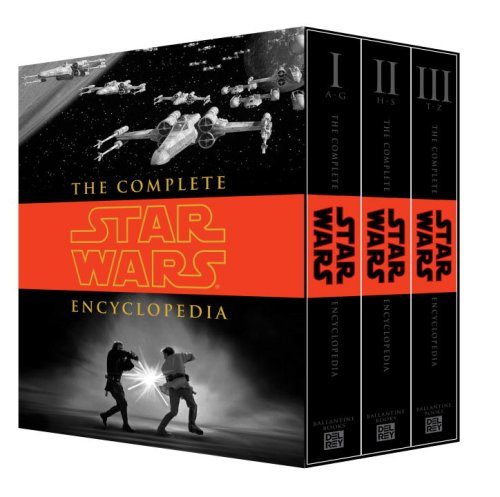 THE COMPLETE
STAR
WARS®
ENCYCLOPEDIA
I
A-G
THE COMPLETE
STAR
WARS
ENCYCLOPEDIA
BALLANTINE
BOOKS
DEL
REY
II
H-S
THE COMPLETE
STAR
WARS
ENCYCLOPEDIA
BALLANTINE
BOOKS
DEL
REY
III
T-Z
THE COMPLETE
STAR
WARS
ENCYCLOPEDIA
BALLANTINE
BOOKS
DEL
REY